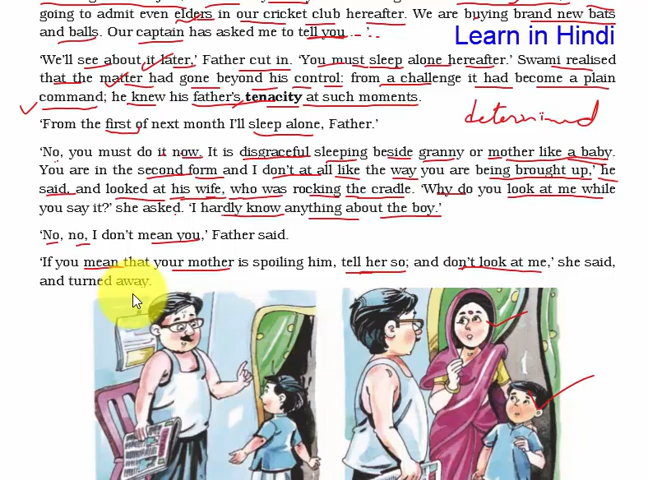 going to admit even elders in our cricket club hereafter. We are buying brand new bats
and balls. Our captain has asked me to tell you ... '..
Learn in Hindi
'We'll see about it later,' Father cut in. 'You must sleep alone hereafter.' Swami realised
that the matter had gone beyond his control: from a challenge it had become a plain
command; he knew his father's tenacity at such moments.
determined
'From the first of next month I'll sleep alone, Father.'
'No, you must do it now. It is disgraceful sleeping beside granny or mother like a baby.
You are in the second form and I don't at all like the way you are being brought up,' he
said, and looked at his wife, who was rocking the cradle. 'Why do you look at me while
you say it?' she asked. 'I hardly know anything about the boy.'
'No, no, I don't mean you,' Father said.
'If you mean that your mother is spoiling him, tell her so; and don't look at me,' she said,
and turned away.